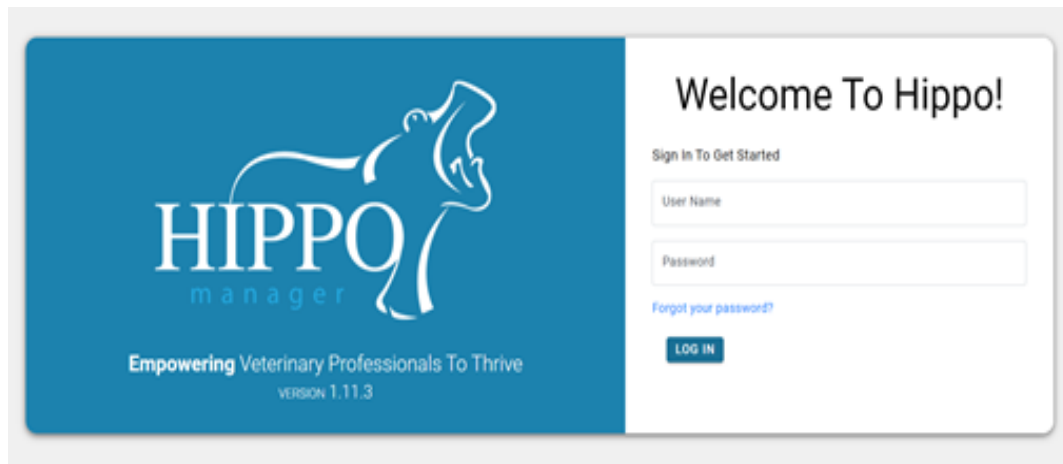 HIPPO
manager
Empowering Veterinary Professionals To Thrive
VERSION 1.11.3
Welcome To Hippo!
Sign In To Get Started
User Name
Password
Forgot your password?
LOG IN